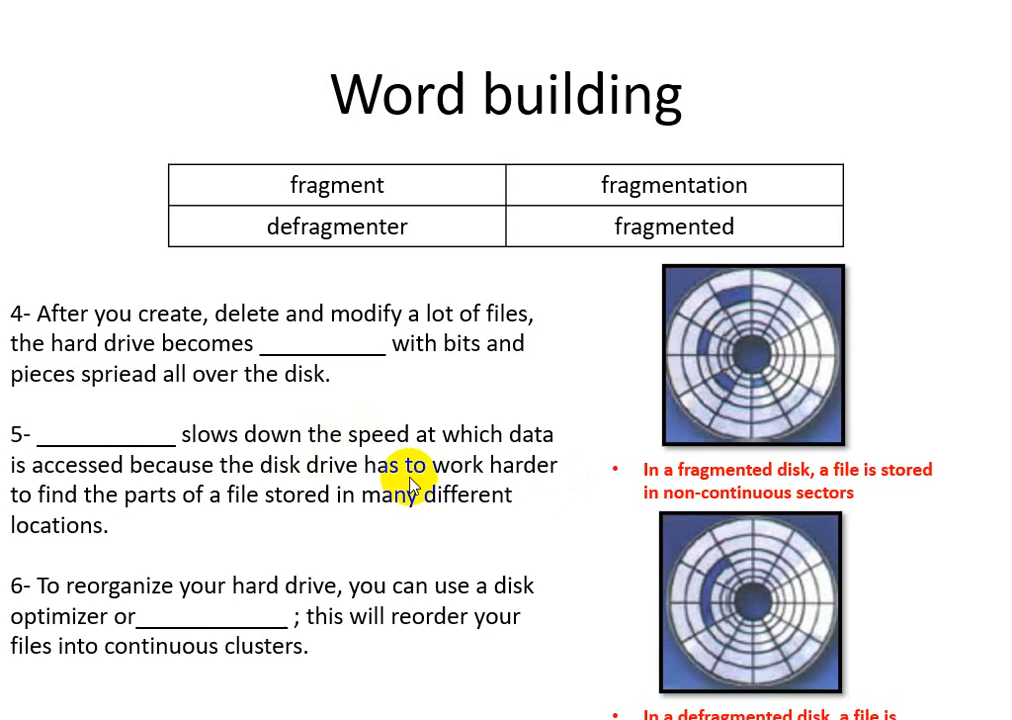 Word building
fragment fragmentation
defragmenter fragmented
4- After you create, delete and modify a lot of files,
the hard drive becomes ___________ with bits and
pieces spriead all over the disk.
5- ____________ slows down the speed at which data
is accessed because the disk drive has to work harder
to find the parts of a file stored in many different
locations.
6- To reorganize your hard drive, you can use a disk
optimizer or_____________ ; this will reorder your
files into continuous clusters.
• In a fragmented disk, a file is stored
in non-continuous sectors
• In a defragmented disk, a file is